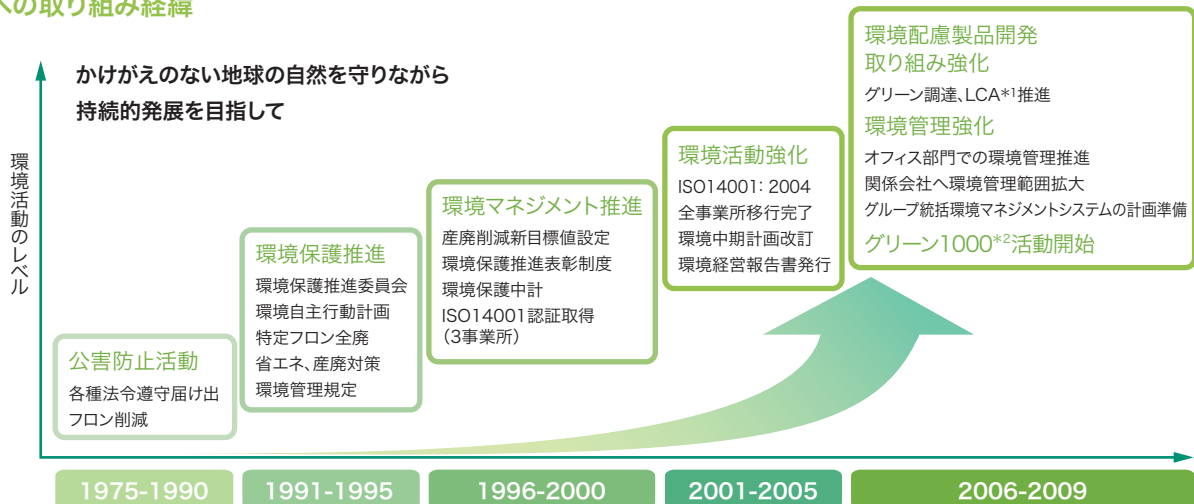 への取り組み経緯
かけがえのない地球の自然を守りながら
持続的発展を目指して
環境活動のレベル
公害防止活動
各種法令遵守届け出
フロン削減
環境保護推進
環境保護推進委員会
環境自主行動計画
特定フロン全廃
省エネ、産廃対策
環境管理規定
環境マネジメント推進
産廃削減新目標値設定
環境保護推進表彰制度
環境保護中計
ISO14001認証取得
（3事業所）
環境活動強化
ISO14001：2004
全事業所移行完了
環境中期計画改訂
環境経営報告書発行
環境配慮製品開発
取り組み強化
グリーン調達、LCA*1推進
環境管理強化
オフィス部門での環境管理推進
関係会社へ環境管理範囲拡大
グループ統括環境マネジメントシステムの計画準備
グリーン1000*2活動開始
1975-1990
1991-1995
1996-2000
2001-2005
2006-2009